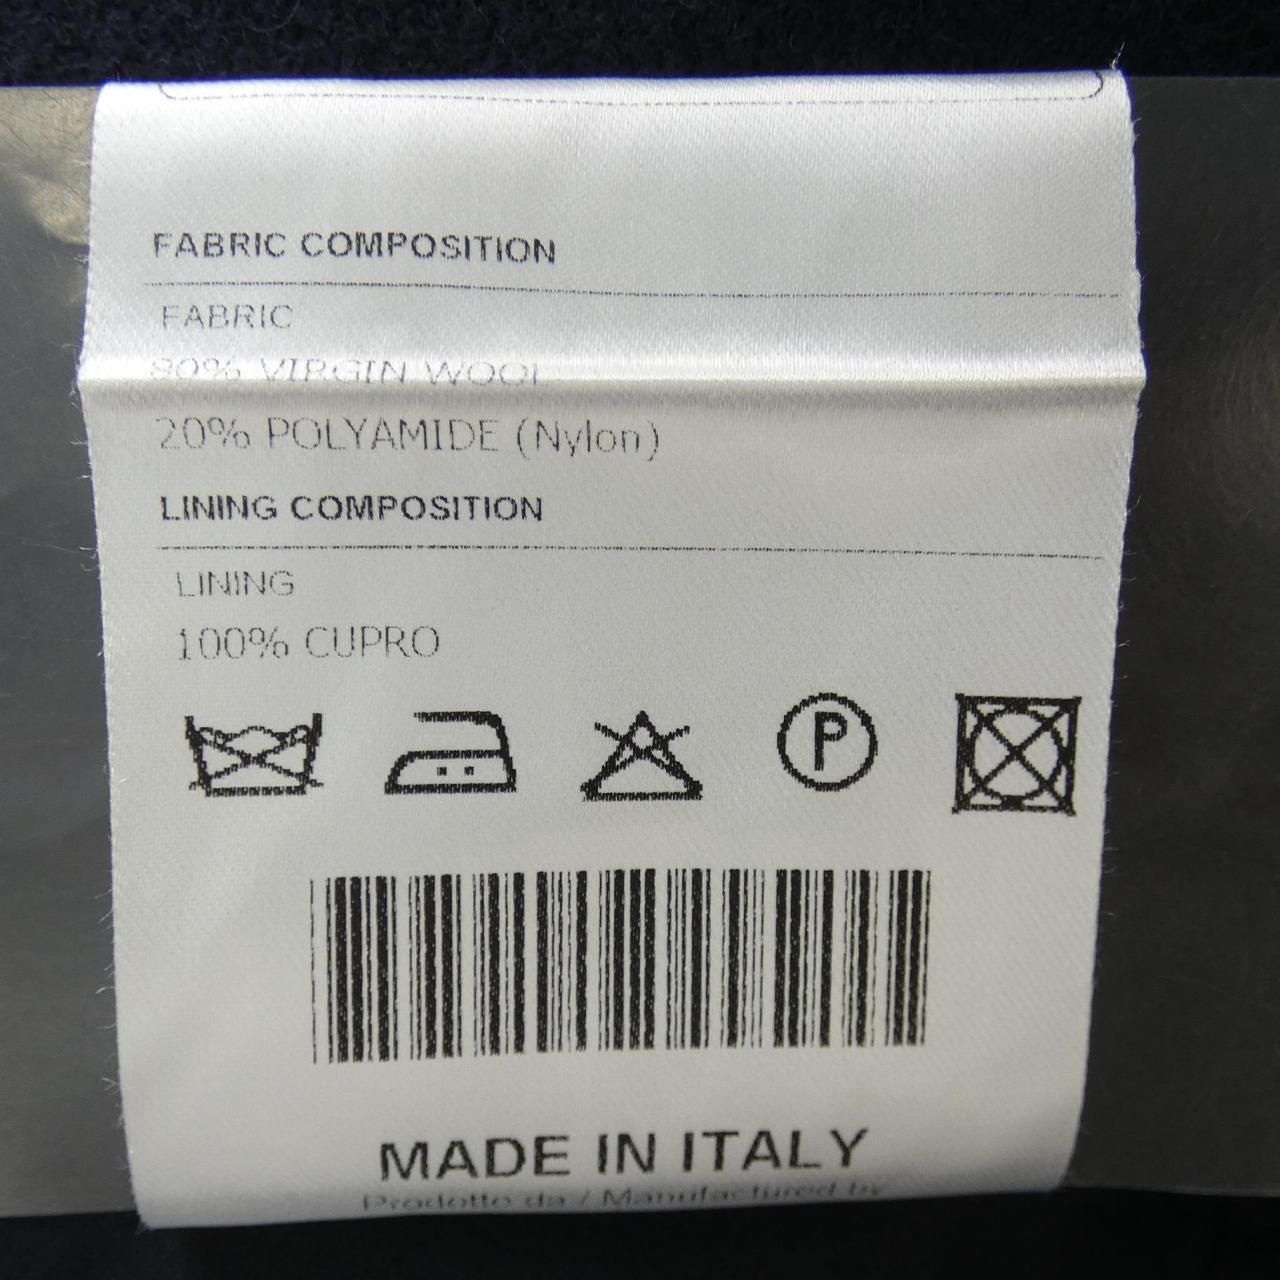 FABRIC COMPOSITION
FABRIC
80% VIRGIN WOOL
20% POLYAMIDE (Nylon)
LINING COMPOSITION
LINING
100% CUPRO
P
MADE IN ITALY
Prodotto da / Manufactured by